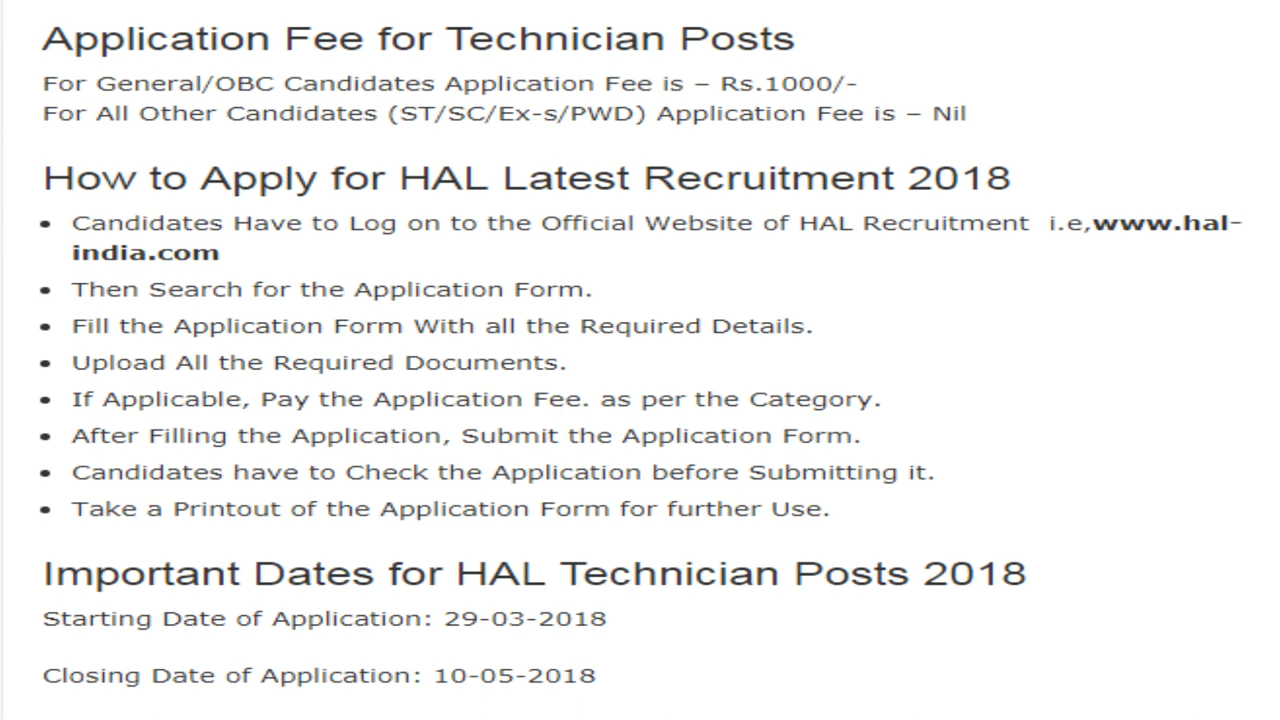 Application Fee for Technician Posts
For General/OBC Candidates Application Fee is – Rs.1000/-
For All Other Candidates (ST/SC/Ex-s/PWD) Application Fee is – Nil
How to Apply for HAL Latest Recruitment 2018
• Candidates Have to Log on to the Official Website of HAL Recruitment  i.e,www.hal-
india.com
• Then Search for the Application Form.
• Fill the Application Form With all the Required Details.
• Upload All the Required Documents.
• If Applicable, Pay the Application Fee. as per the Category.
• After Filling the Application, Submit the Application Form.
• Candidates have to Check the Application before Submitting it.
• Take a Printout of the Application Form for further Use.
Important Dates for HAL Technician Posts 2018
Starting Date of Application: 29-03-2018
Closing Date of Application: 10-05-2018